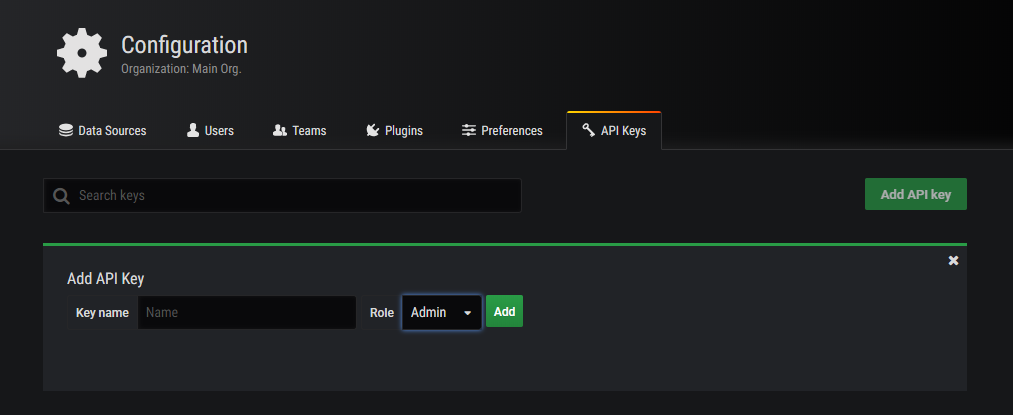 Configuration
Organization: Main Org.
Data Sources Users Teams Plugins Preferences API Keys
Search keys Add API key
Add API Key
Key name Name Role Admin Add